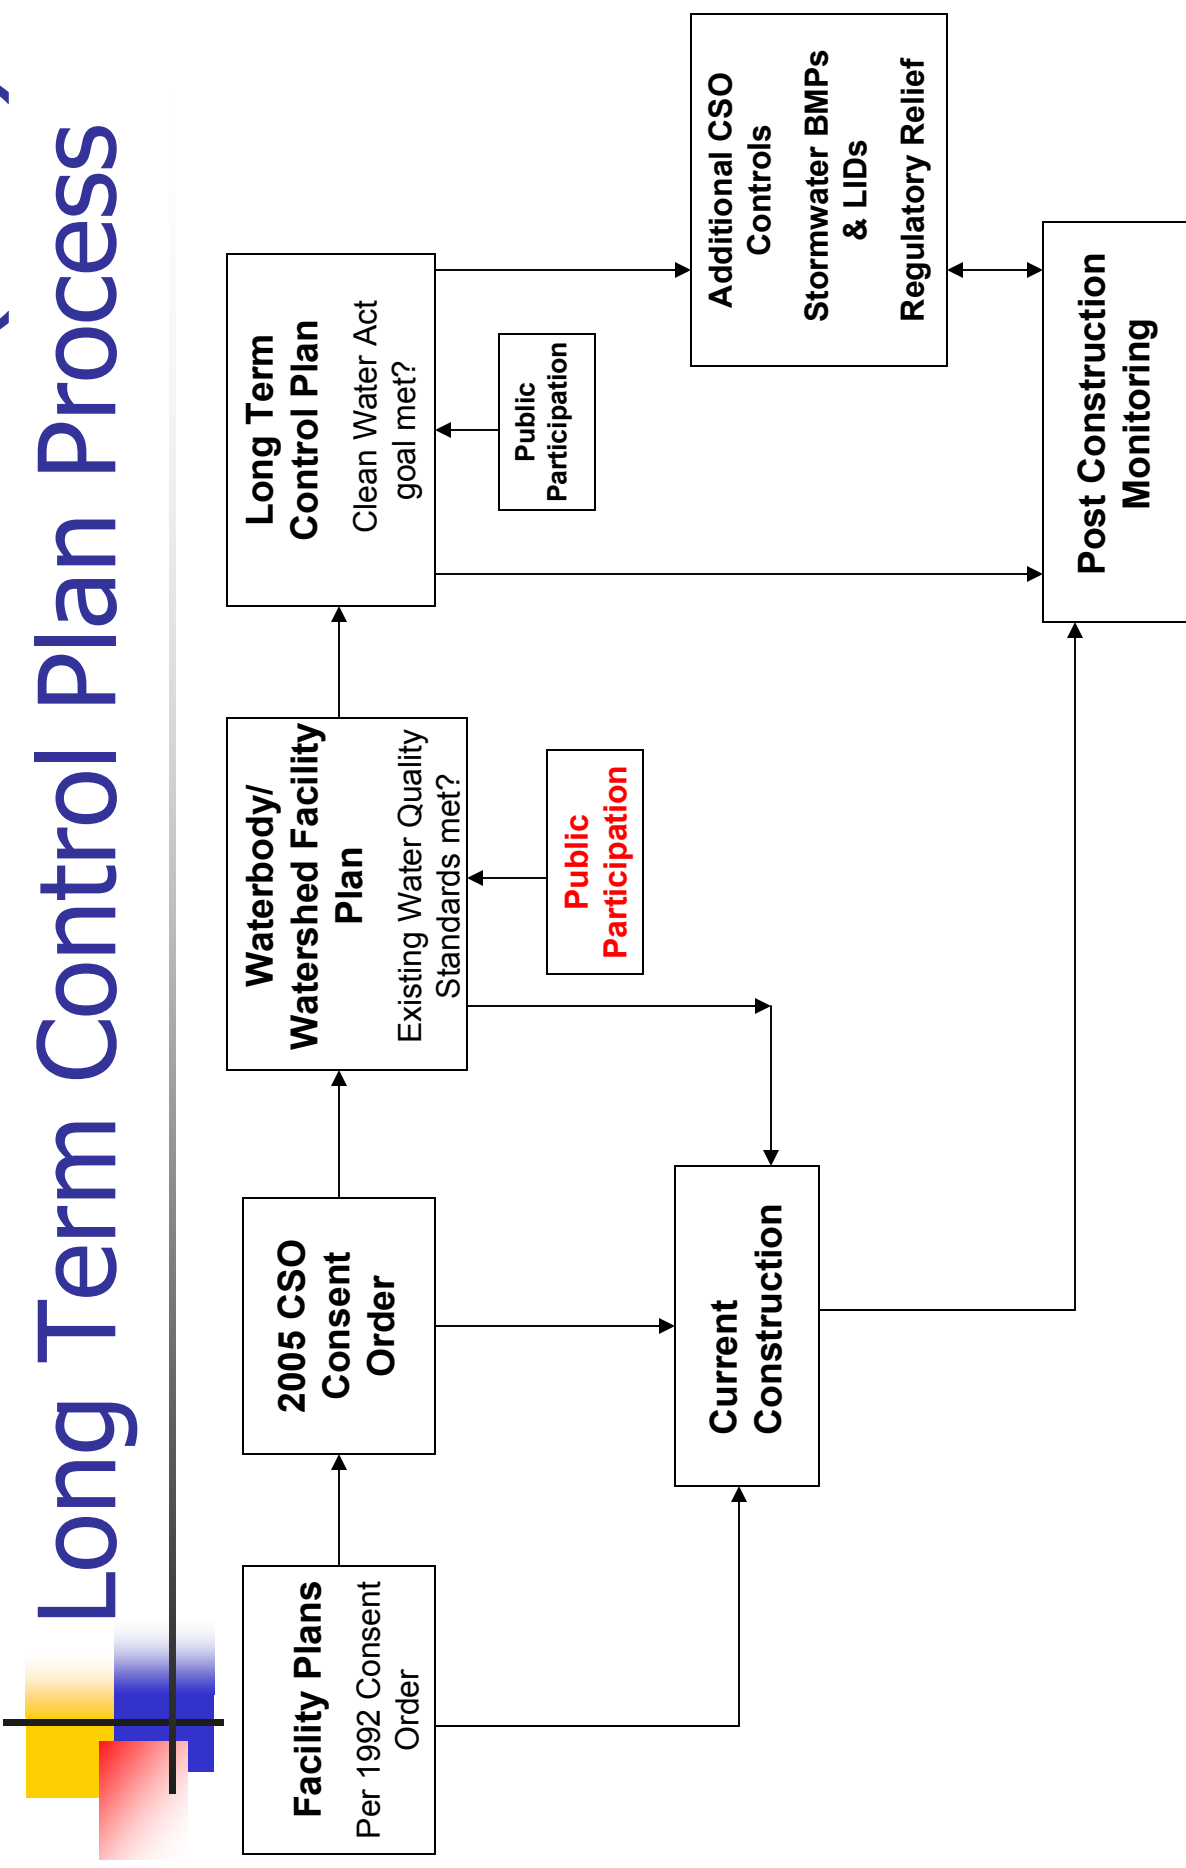 Long Term Control Plan Process
Facility Plans
Per 1992 Consent
Order
2005 CSO
Consent
Order
Waterbody/
Watershed Facility
Plan
Existing Water Quality
Standards met?
Long Term
Control Plan
Clean Water Act
goal met?
Public
Participation
Public
Participation
Current
Construction
Additional CSO
Controls
Stormwater BMPs
& LIDs
Regulatory Relief
Post Construction
Monitoring